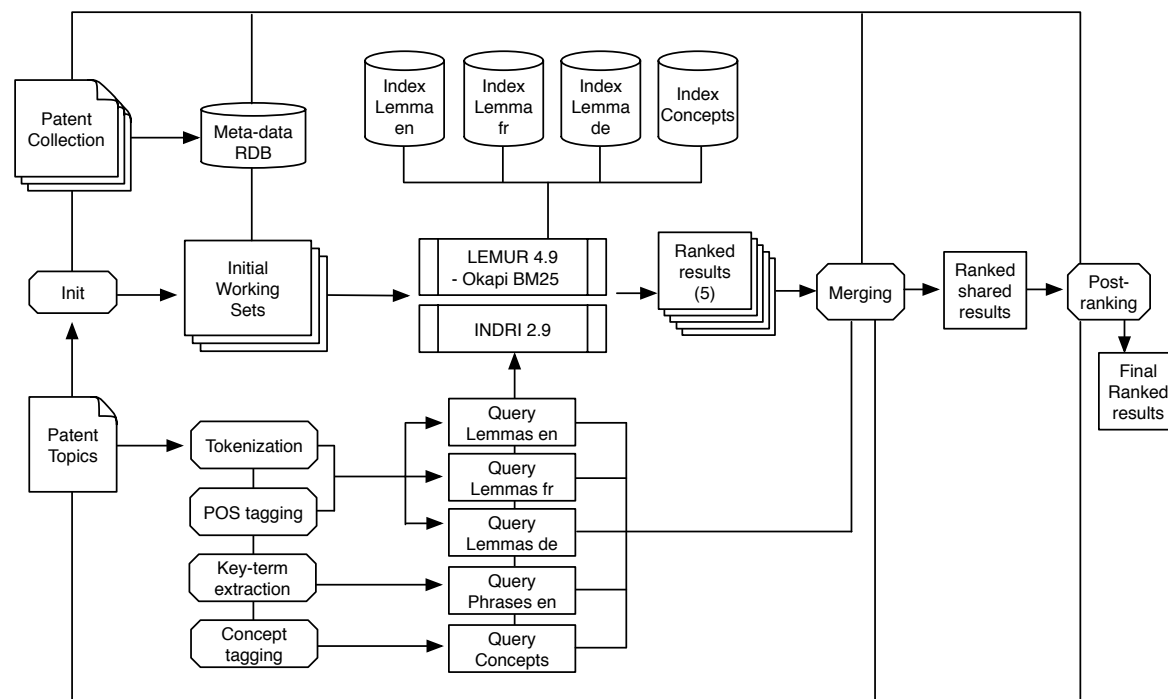 Patent
Collection
Meta-data
RDB
Index
Lemma
en
Index
Lemma
fr
Index
Lemma
de
Index
Concepts
Init
Initial
Working
Sets
LEMUR 4.9
- Okapi BM25
INDRI 2.9
Ranked
results
(5)
Merging
Ranked
shared
results
Post-
ranking
Final
Ranked
results
Patent
Topics
Tokenization
POS tagging
Key-term
extraction
Concept
tagging
Query
Lemmas en
Query
Lemmas fr
Query
Lemmas de
Query
Phrases en
Query
Concepts